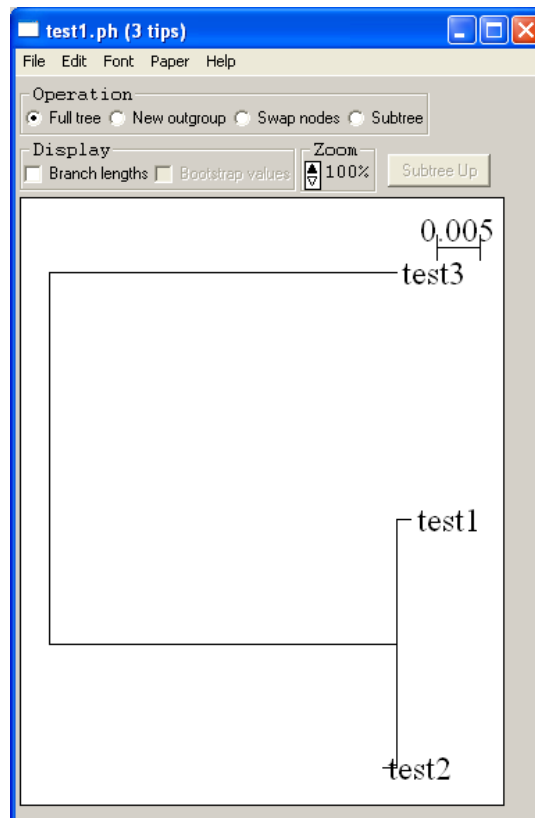 test1.ph (3 tips)
File Edit Font Paper Help
Operation
Full tree New outgroup Swap nodes Subtree
Display Zoom
Branch lengths Bootstrap values 100% Subtree Up
0.005
test3
test1
test2